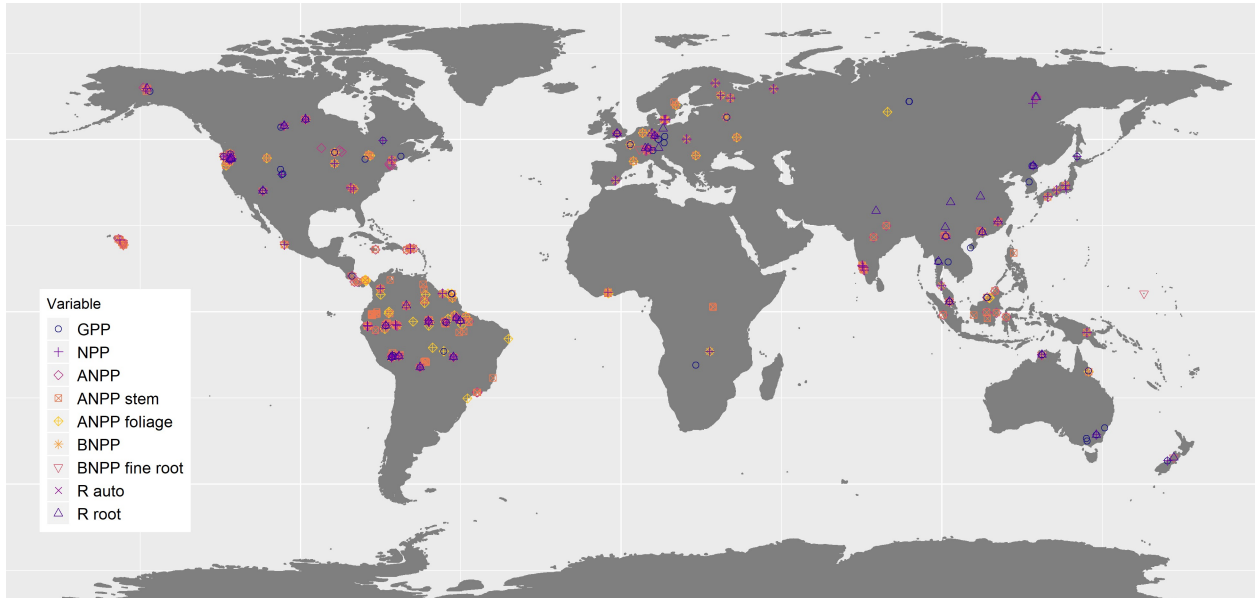 Variable
GPP
NPP
ANPP
ANPP stem
ANPP foliage
BNPP
BNPP fine root
R auto
R root